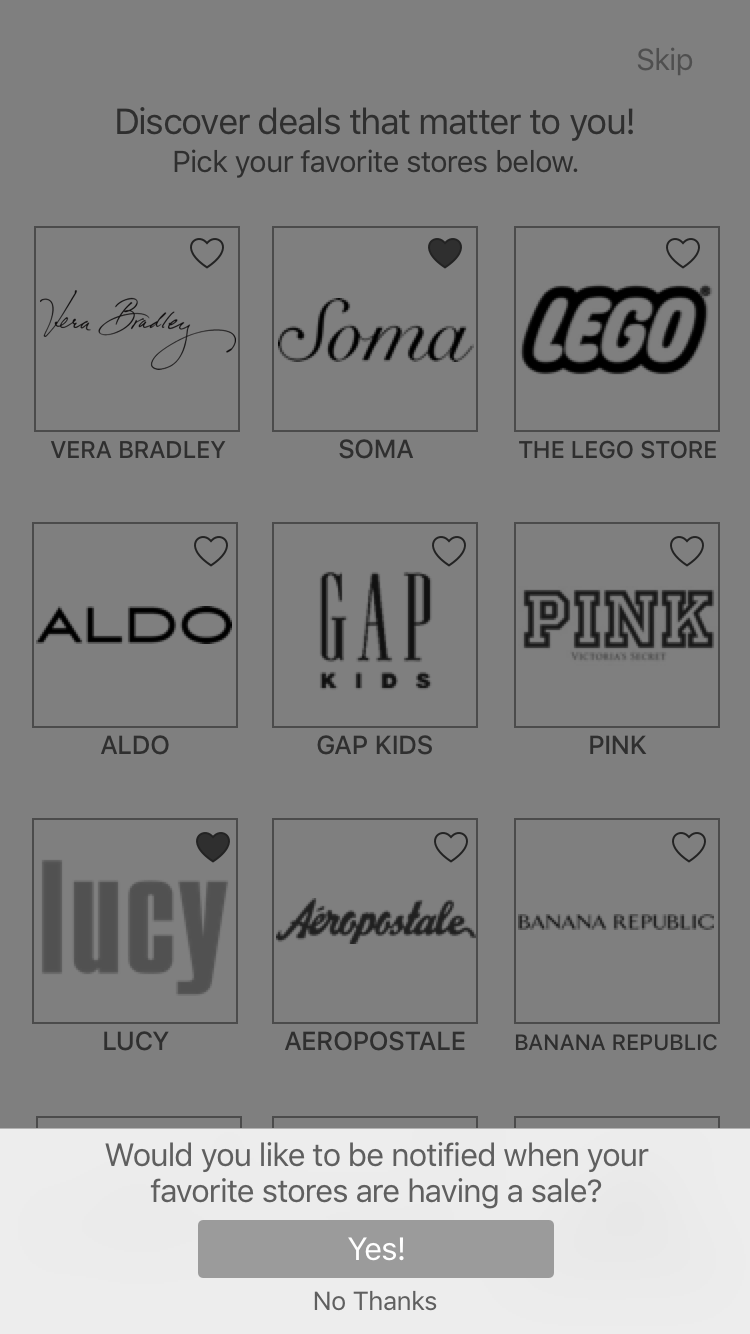 Skip
Discover deals that matter to you!
Pick your favorite stores below.
Vera Bradley
Soma
LEGO®
VERA BRADLEY
SOMA
THE LEGO STORE
ALDO
GAP
KIDS
PINK
VICTORIA'S SECRET
ALDO
GAP KIDS
PINK
lucy
Aéropostale
BANANA REPUBLIC
LUCY
AEROPOSTALE
BANANA REPUBLIC
Would you like to be notified when your
favorite stores are having a sale?
Yes!
No Thanks